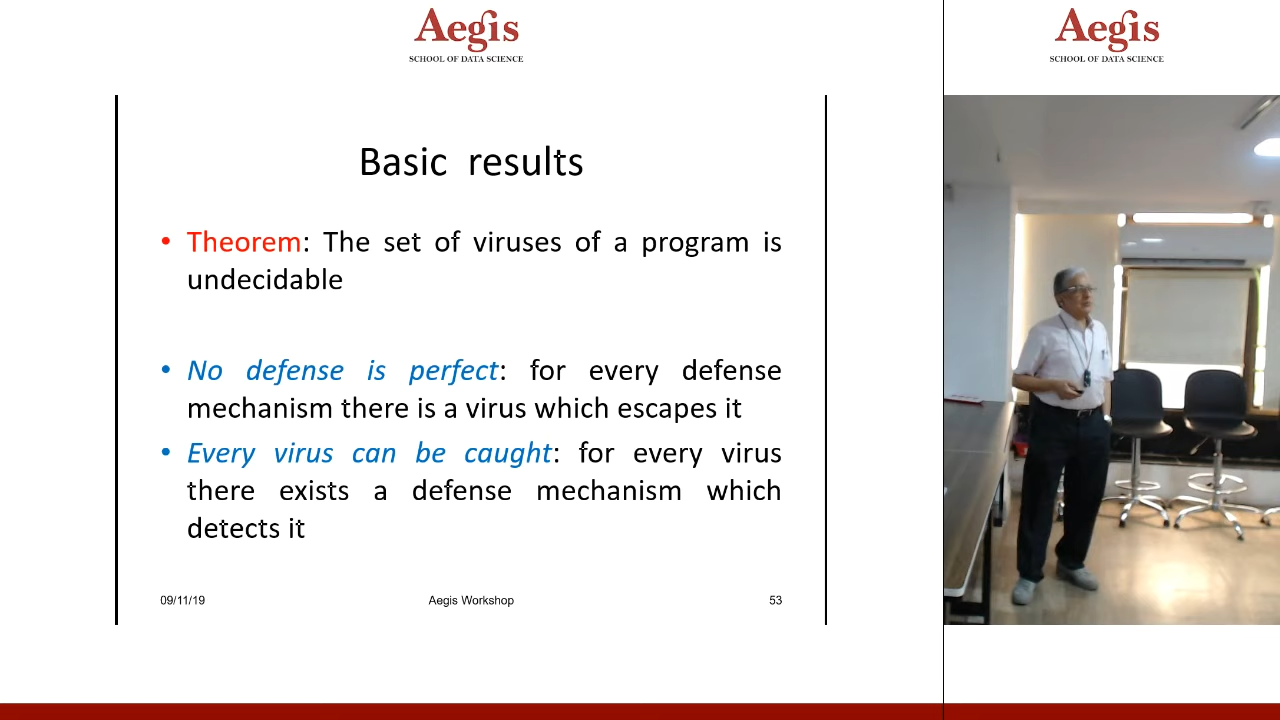 Aegis
SCHOOL OF DATA SCIENCE
Aegis
SCHOOL OF DATA SCIENCE
Basic results
• Theorem: The set of viruses of a program is
undecidable
• No defense is perfect: for every defense
mechanism there is a virus which escapes it
• Every virus can be caught: for every virus
there exists a defense mechanism which
detects it
09/11/19
Aegis Workshop
53